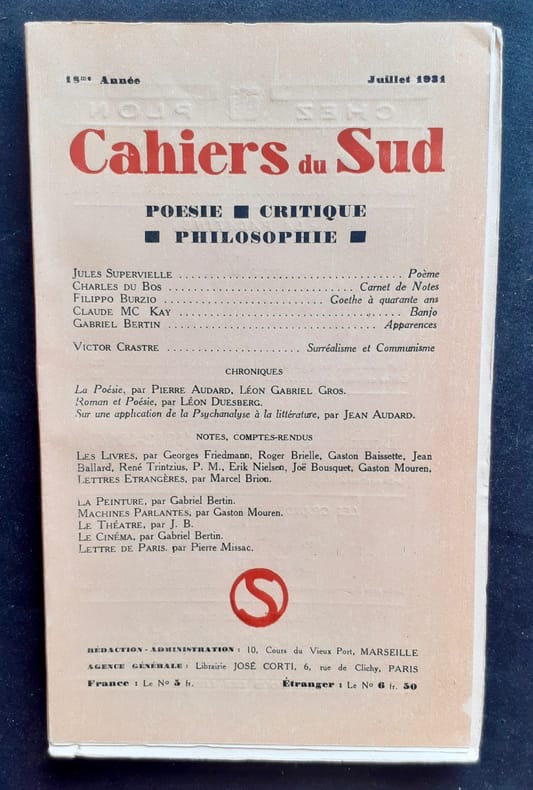 18me Année Juillet 1931
Cahiers du Sud
POESIE ■ CRITIQUE
■ PHILOSOPHIE ■
JULES SUPERVIELLE ........................ Poème
CHARLES DU BOS ........................ Carnet de Notes
FILIPPO BURZIO ........................ Goethe à quarante ans
CLAUDE MC KAY ........................ Banjo
GABRIEL BERTIN ........................ Apparences
VICTOR CRASTRE ........................ Surréalisme et Communisme
CHRONIQUES
La Poésie, par PIERRE AUDARD, LÉON GABRIEL GROS.
Roman et Poésie, par LÉON DUESBERG.
Sur une application de la Psychanalyse à la littérature, par JEAN AUDARD.
NOTES, COMPTES-RENDUS
LES LIVRES, par Georges Friedmann, Roger Brielle, Gaston Baissette, Jean
Ballard, René Trintzius, P. M., Erik Nielsen, Joë Bousquet, Gaston Mouren,
LETTRES ETRANGÈRES, par Marcel Brion.
LA PEINTURE, par Gabriel Bertin.
MACHINES PARLANTES, par Gaston Mouren.
LE THÉATRE, par J. B.
LE CINÉMA, par Gabriel Bertin.
LETTRE DE PARIS. par Pierre Missac.
S
RÉDACTION-ADMINISTRATION : 10, Cours du Vieux Port, MARSEILLE
AGENCE GÉNÉRALE : Librairie JOSÉ CORTI, 6, rue de Clichy, PARIS
France : Le No 5 fr. Étranger : Le No 6 fr. 50